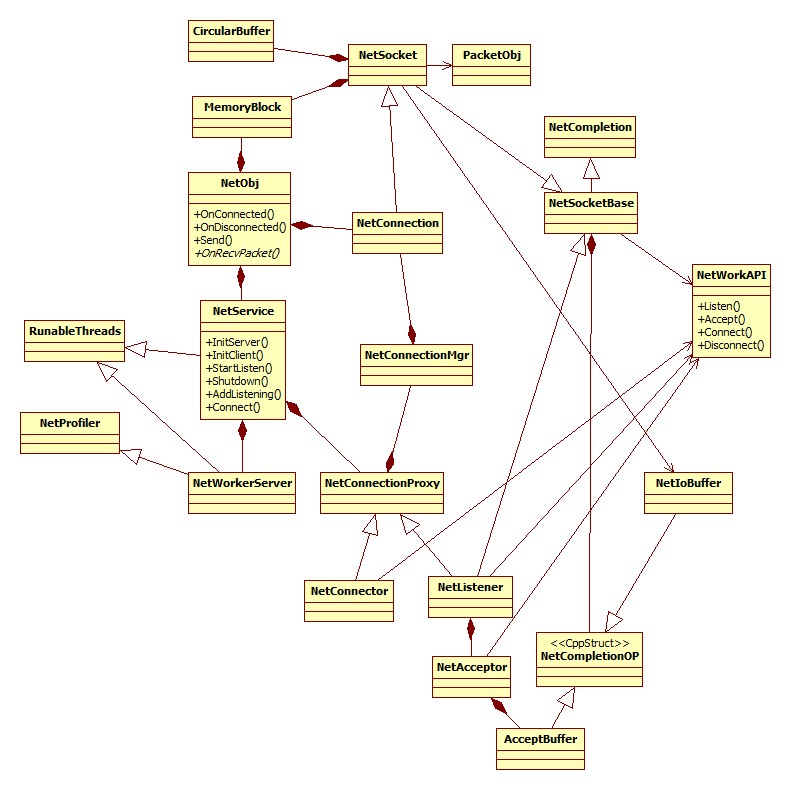 CircularBuffer
NetSocket
PacketObj
MemoryBlock
NetCompletion
NetObj
+OnConnected()
+OnDisconnected()
+Send()
+OnRecvPacket()
NetSocketBase
NetConnection
NetWorkAPI
+Listen()
+Accept()
+Connect()
+Disconnect()
NetService
+InitServer()
+InitClient()
+StartListen()
+Shutdown()
+AddListening()
+Connect()
RunableThreads
NetConnectionMgr
NetProfiler
NetWorkerServer
NetConnectionProxy
NetIoBuffer
NetConnector
NetListener
<<CppStruct>>
NetCompletionOP
NetAcceptor
AcceptBuffer